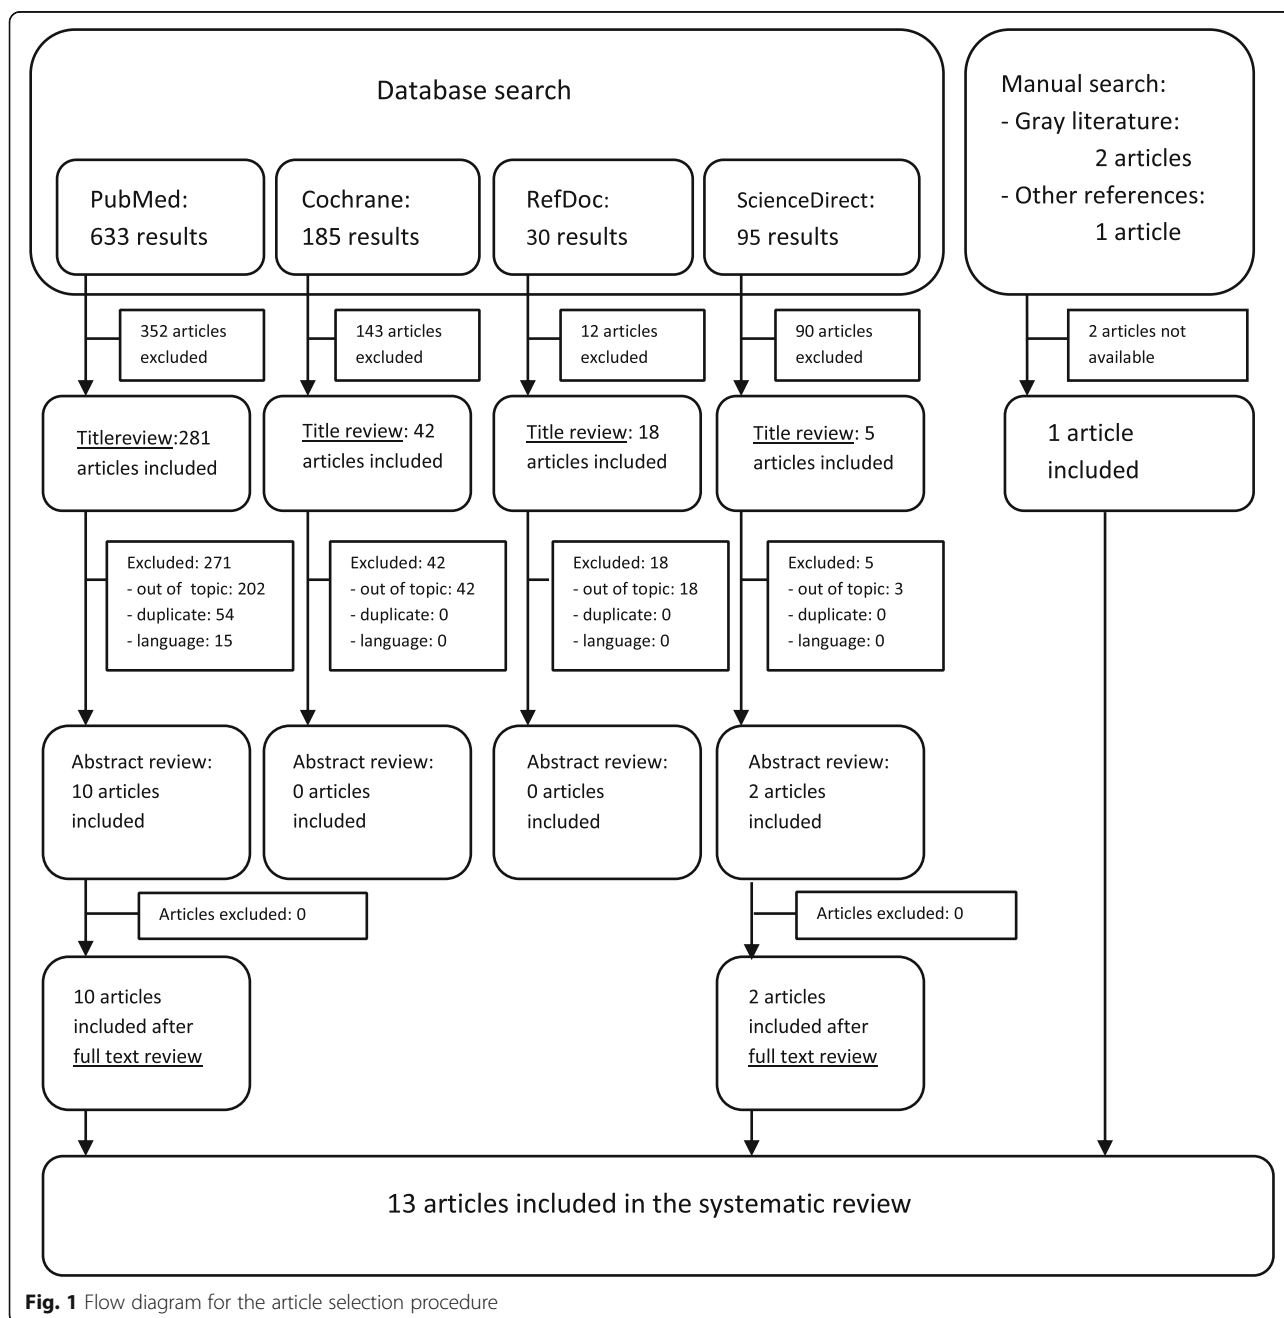 Database search
PubMed:
633 results
Cochrane:
185 results
RefDoc:
30 results
ScienceDirect:
95 results
Manual search:
- Gray literature:
2 articles
- Other references:
1 article
352 articles
excluded
143 articles
excluded
12 articles
excluded
90 articles
excluded
2 articles not
available
Titlereview:281
articles included
Title review: 42
articles included
Title review: 18
articles included
Title review: 5
articles included
1 article
included
Excluded: 271
- out of topic: 202
- duplicate: 54
- language: 15
Excluded: 42
- out of topic: 42
- duplicate: 0
- language: 0
Excluded: 18
- out of topic: 18
- duplicate: 0
- language: 0
Excluded: 5
- out of topic: 3
- duplicate: 0
- language: 0
Abstract review:
10 articles
included
Abstract review:
0 articles
included
Abstract review:
0 articles
included
Abstract review:
2 articles
included
Articles excluded: 0
Articles excluded: 0
10 articles
included after
full text review
2 articles
included after
full text review
13 articles included in the systematic review
Fig. 1 Flow diagram for the article selection procedure